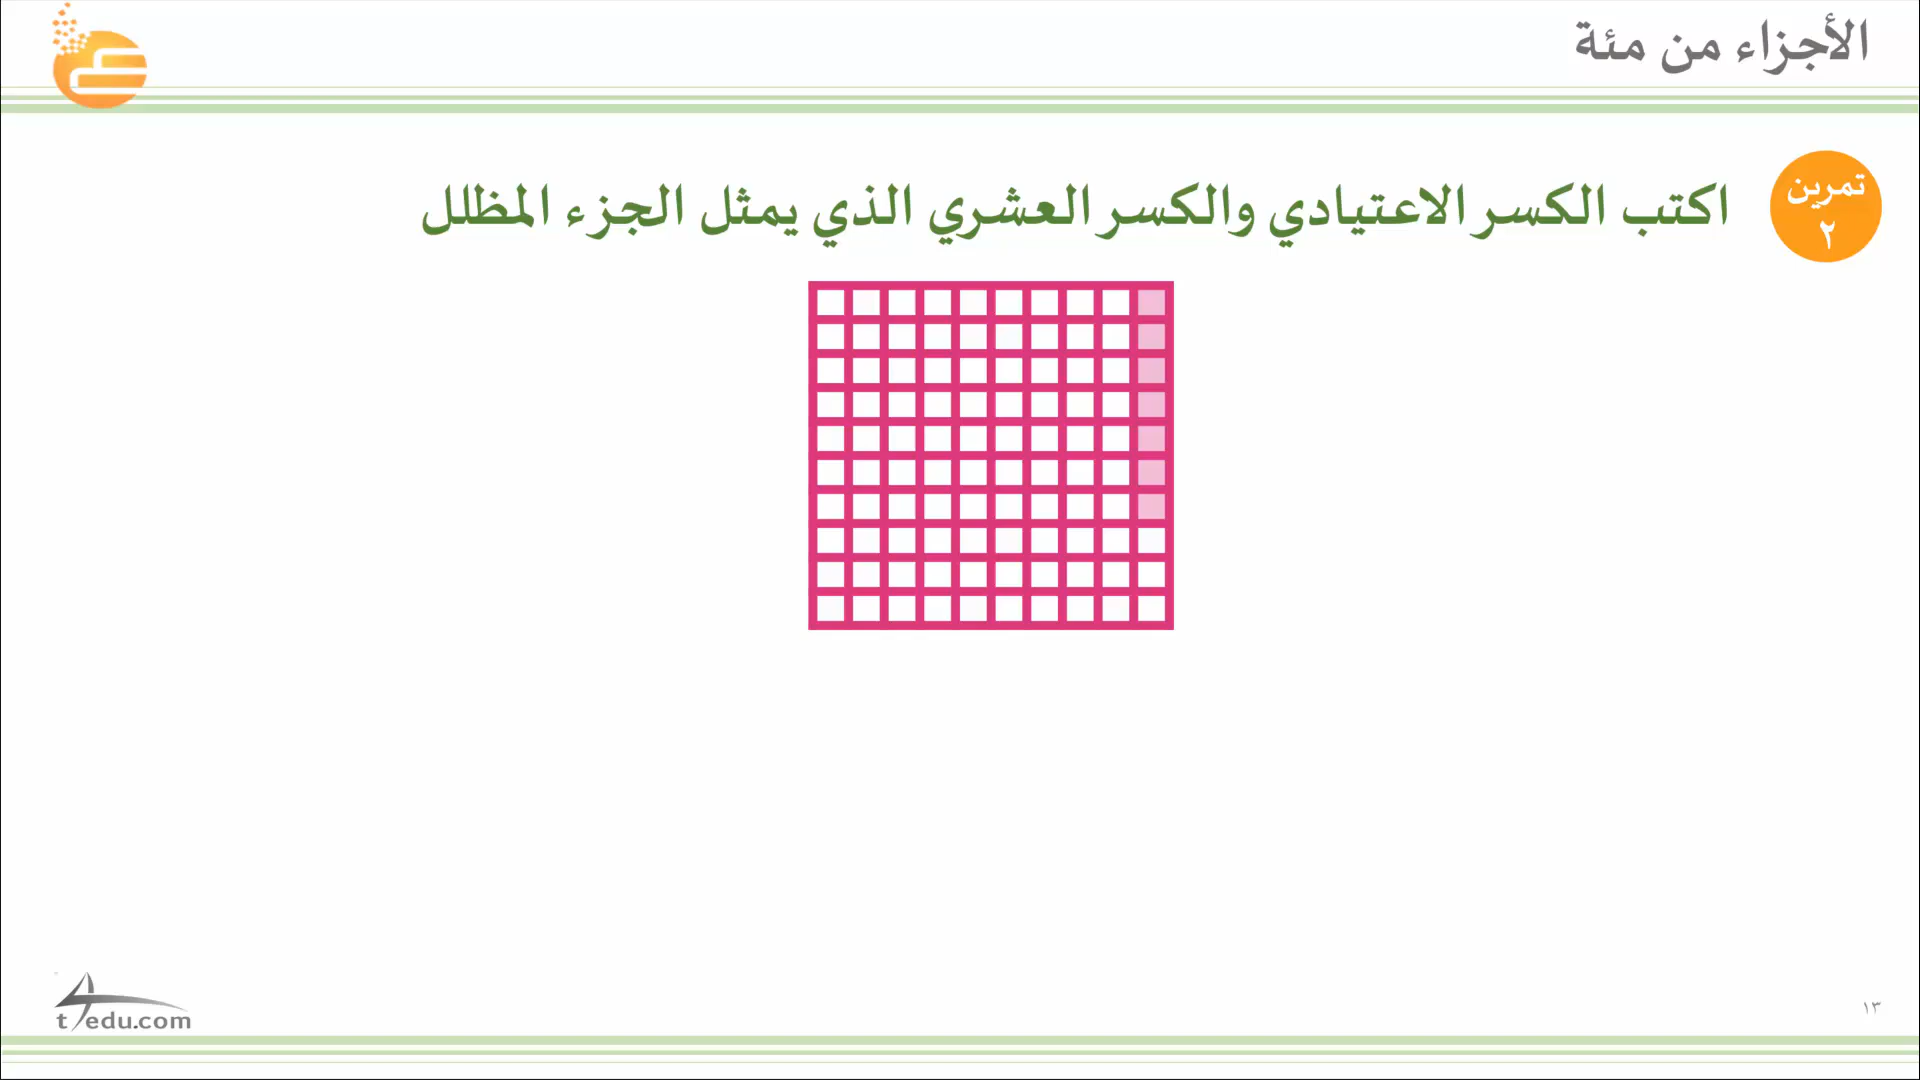 الأجزاء من مئة
تمرين
٢
اكتب الكسر الاعتيادي والكسر العشري الذي يمثل الجزء المظلل
t4edu.com
١٣